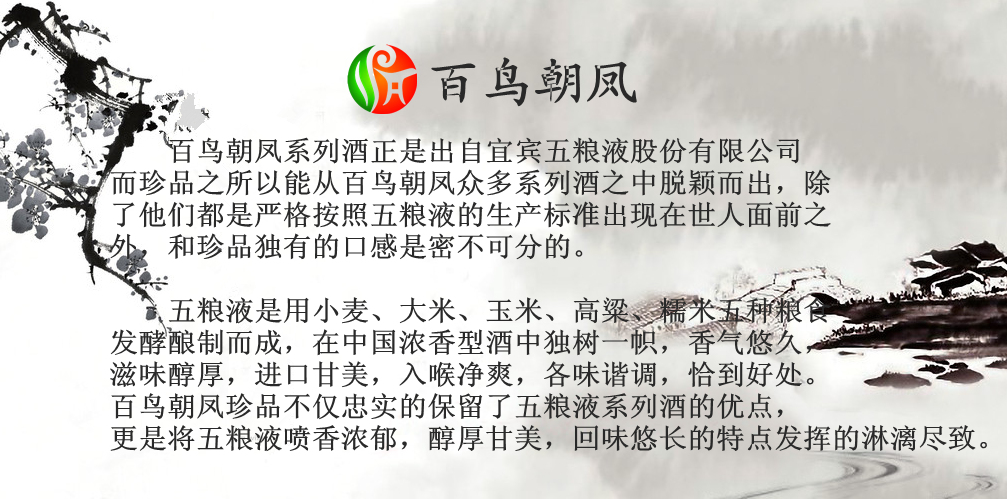 百鸟朝凤
百鸟朝凤系列酒正是出自宜宾五粮液股份有限公司
而珍品之所以能从百鸟朝凤众多系列酒之中脱颖而出，除
了他们都是严格按照五粮液的生产标准出现在世人面前之
外，和珍品独有的口感是密不可分的。
五粮液是用小麦、大米、玉米、高粱、糯米五种粮食
发酵酿制而成，在中国浓香型酒中独树一帜，香气悠久，
滋味醇厚，进口甘美，入喉净爽，各味谐调，恰到好处。
百鸟朝凤珍品不仅忠实的保留了五粮液系列酒的优点，
更是将五粮液喷香浓郁，醇厚甘美，回味悠长的特点发挥的淋漓尽致。